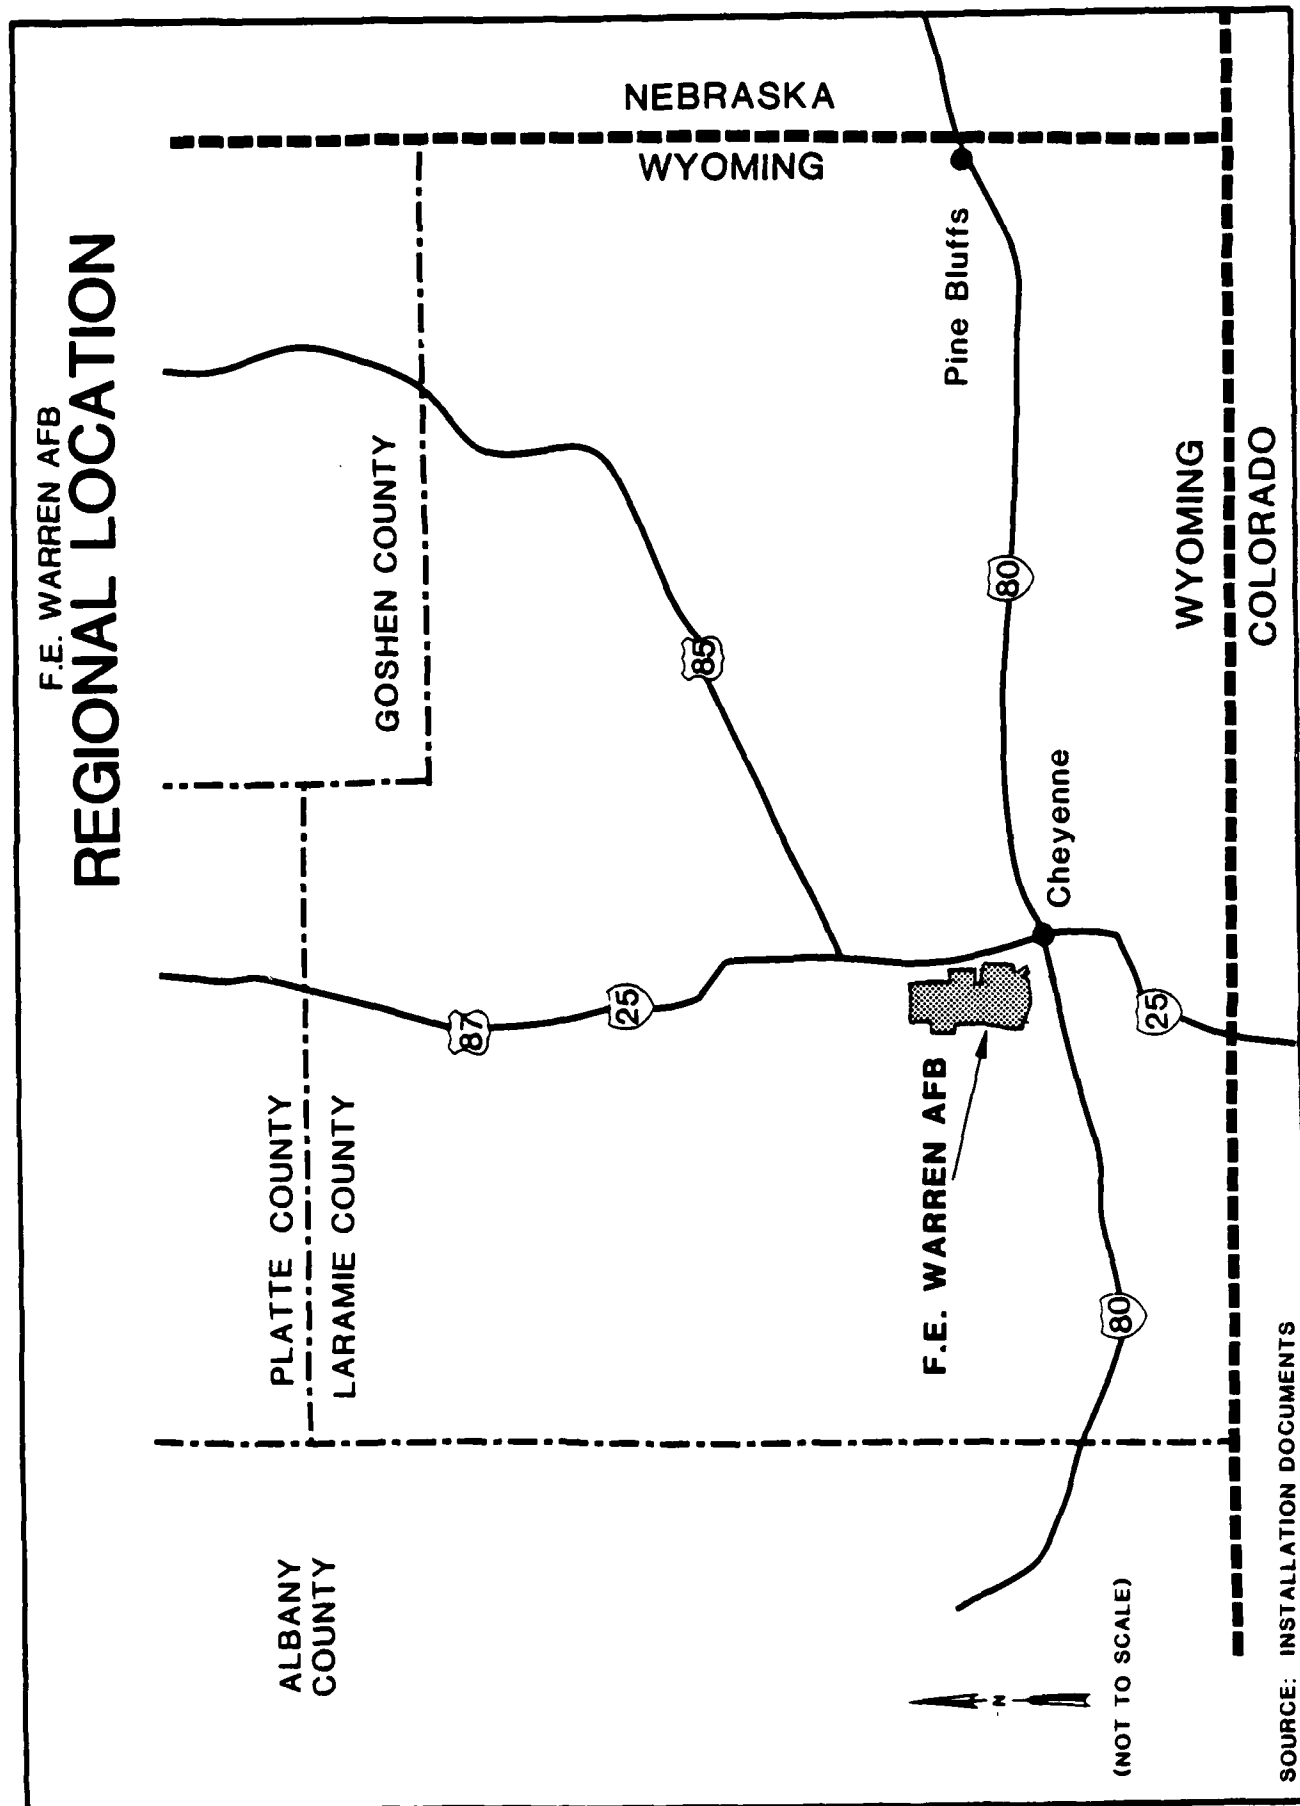 F.E. WARREN AFB
REGIONAL LOCATION
ALBANY
COUNTY
PLATTE COUNTY
LARAMIE COUNTY
GOSHEN COUNTY
NEBRASKA
WYOMING
87
25
85
F.E. WARREN AFB
Cheyenne
Pine Bluffs
80
80
25
WYOMING
COLORADO
N
(NOT TO SCALE)
SOURCE: INSTALLATION DOCUMENTS